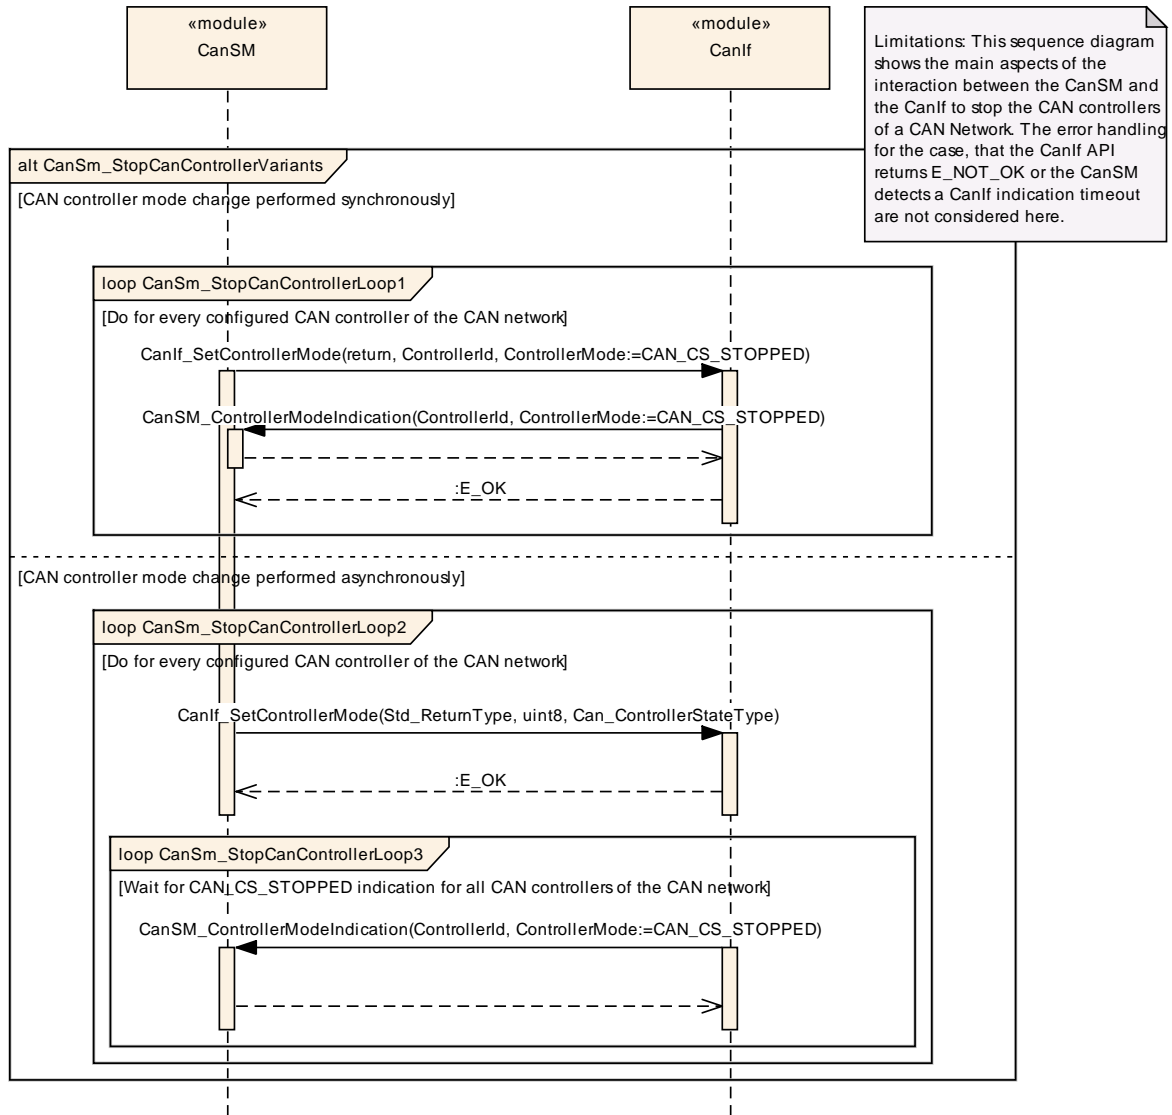 «module»
CanSM
«module»
CanIf
Limitations: This sequence diagram
shows the main aspects of the
interaction between the CanSM and
the CanIf to stop the CAN controllers
of a CAN Network. The error handling
for the case, that the CanIf API
returns E_NOT_OK or the CanSM
detects a CanIf indication timeout
are not considered here.
alt CanSm_StopCanControllerVariants
[CAN controller mode change performed synchronously]
loop CanSm_StopCanControllerLoop1
[Do for every configured CAN controller of the CAN network]
CanIf_SetControllerMode(return, ControllerId, ControllerMode:=CAN_CS_STOPPED)
CanSM_ControllerModeIndication(ControllerId, ControllerMode:=CAN_CS_STOPPED)
:E_OK
[CAN controller mode change performed asynchronously]
loop CanSm_StopCanControllerLoop2
[Do for every configured CAN controller of the CAN network]
CanIf_SetControllerMode(Std_ReturnType, uint8, Can_ControllerStateType)
:E_OK
loop CanSm_StopCanControllerLoop3
[Wait for CAN_CS_STOPPED indication for all CAN controllers of the CAN network]
CanSM_ControllerModeIndication(ControllerId, ControllerMode:=CAN_CS_STOPPED)